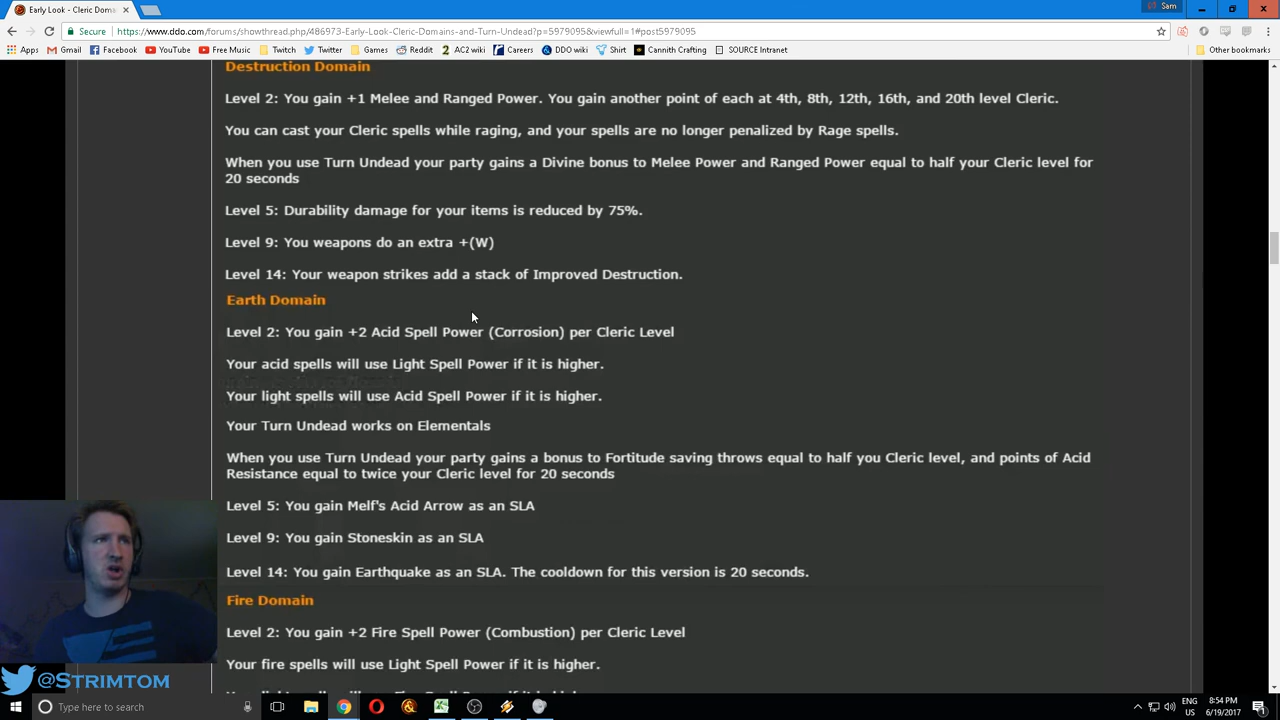 Early Look - Cleric Doma
Sam
Secure
https://www.ddo.com/forums/showthread.php/486973-Early-Look-Cleric-Domains-and-Turn-Undead?p=5979095&viewfull=1#post5979095
Apps Gmail Facebook YouTube Free Music Twitch Twitter Games Reddit AC2 wiki Careers DDO wiki Shirt Cannith Crafting SOURCE Intranet Other bookmarks
Destruction Domain
Level 2: You gain +1 Melee and Ranged Power. You gain another point of each at 4th, 8th, 12th, 16th, and 20th level Cleric.
You can cast your Cleric spells while raging, and your spells are no longer penalized by Rage spells.
When you use Turn Undead your party gains a Divine bonus to Melee Power and Ranged Power equal to half your Cleric level for
20 seconds
Level 5: Durability damage for your items is reduced by 75%.
Level 9: You weapons do an extra +(W)
Level 14: Your weapon strikes add a stack of Improved Destruction.
Earth Domain
Level 2: You gain +2 Acid Spell Power (Corrosion) per Cleric Level
Your acid spells will use Light Spell Power if it is higher.
Your light spells will use Acid Spell Power if it is higher.
Your Turn Undead works on Elementals
When you use Turn Undead your party gains a bonus to Fortitude saving throws equal to half you Cleric level, and points of Acid
Resistance equal to twice your Cleric level for 20 seconds
Level 5: You gain Melf's Acid Arrow as an SLA
Level 9: You gain Stoneskin as an SLA
Level 14: You gain Earthquake as an SLA. The cooldown for this version is 20 seconds.
Fire Domain
Level 2: You gain +2 Fire Spell Power (Combustion) per Cleric Level
Your fire spells will use Light Spell Power if it is higher.
@STRIMTOM
Type here to search
ENG
US
8:54 PM
6/19/2017